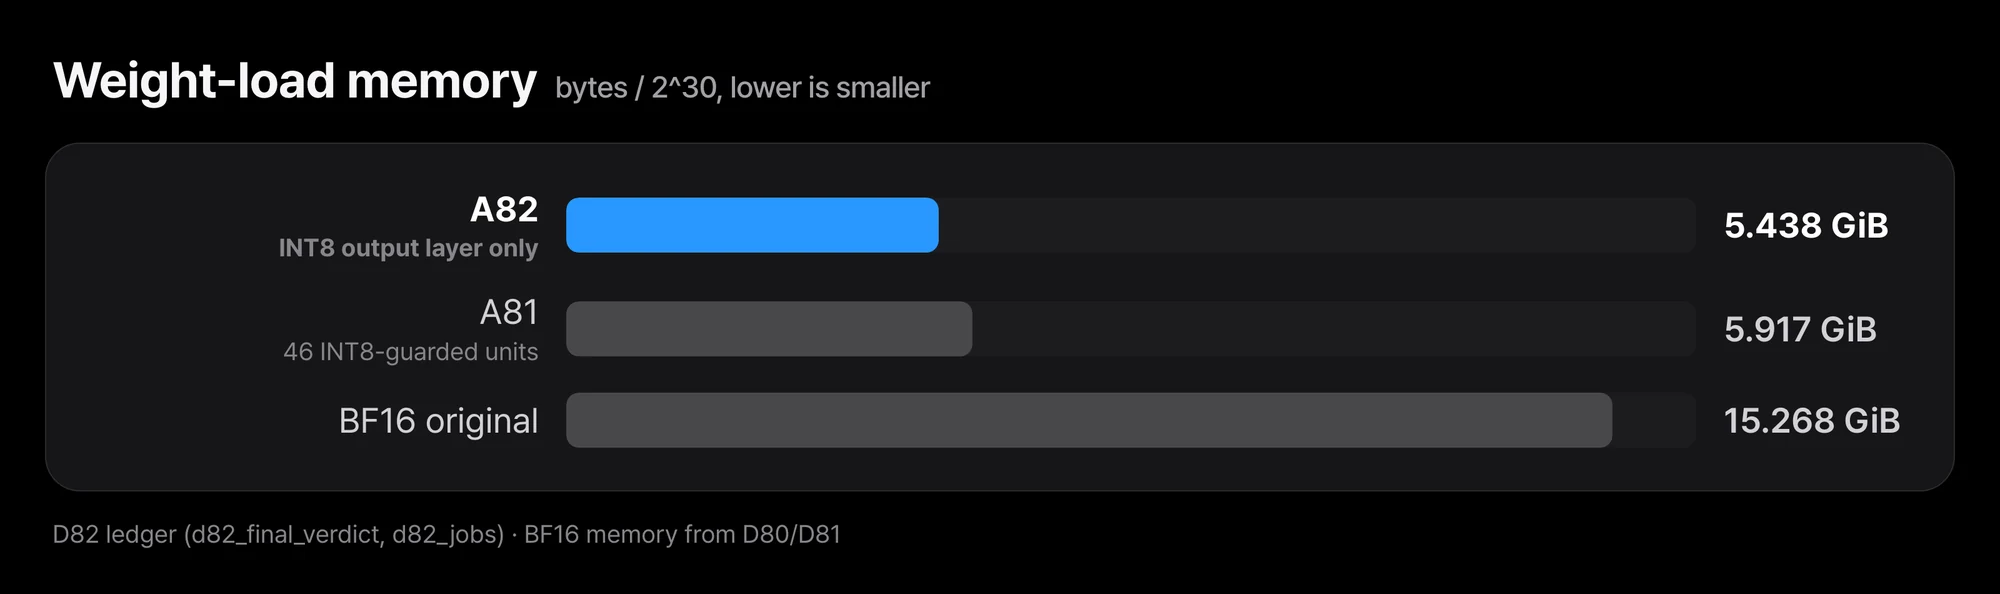 Weight-load memory bytes / 2^30, lower is smaller
A82 5.438 GiB
INT8 output layer only
A81 5.917 GiB
46 INT8-guarded units
BF16 original 15.268 GiB
D82 ledger (d82_final_verdict, d82_jobs) · BF16 memory from D80/D81